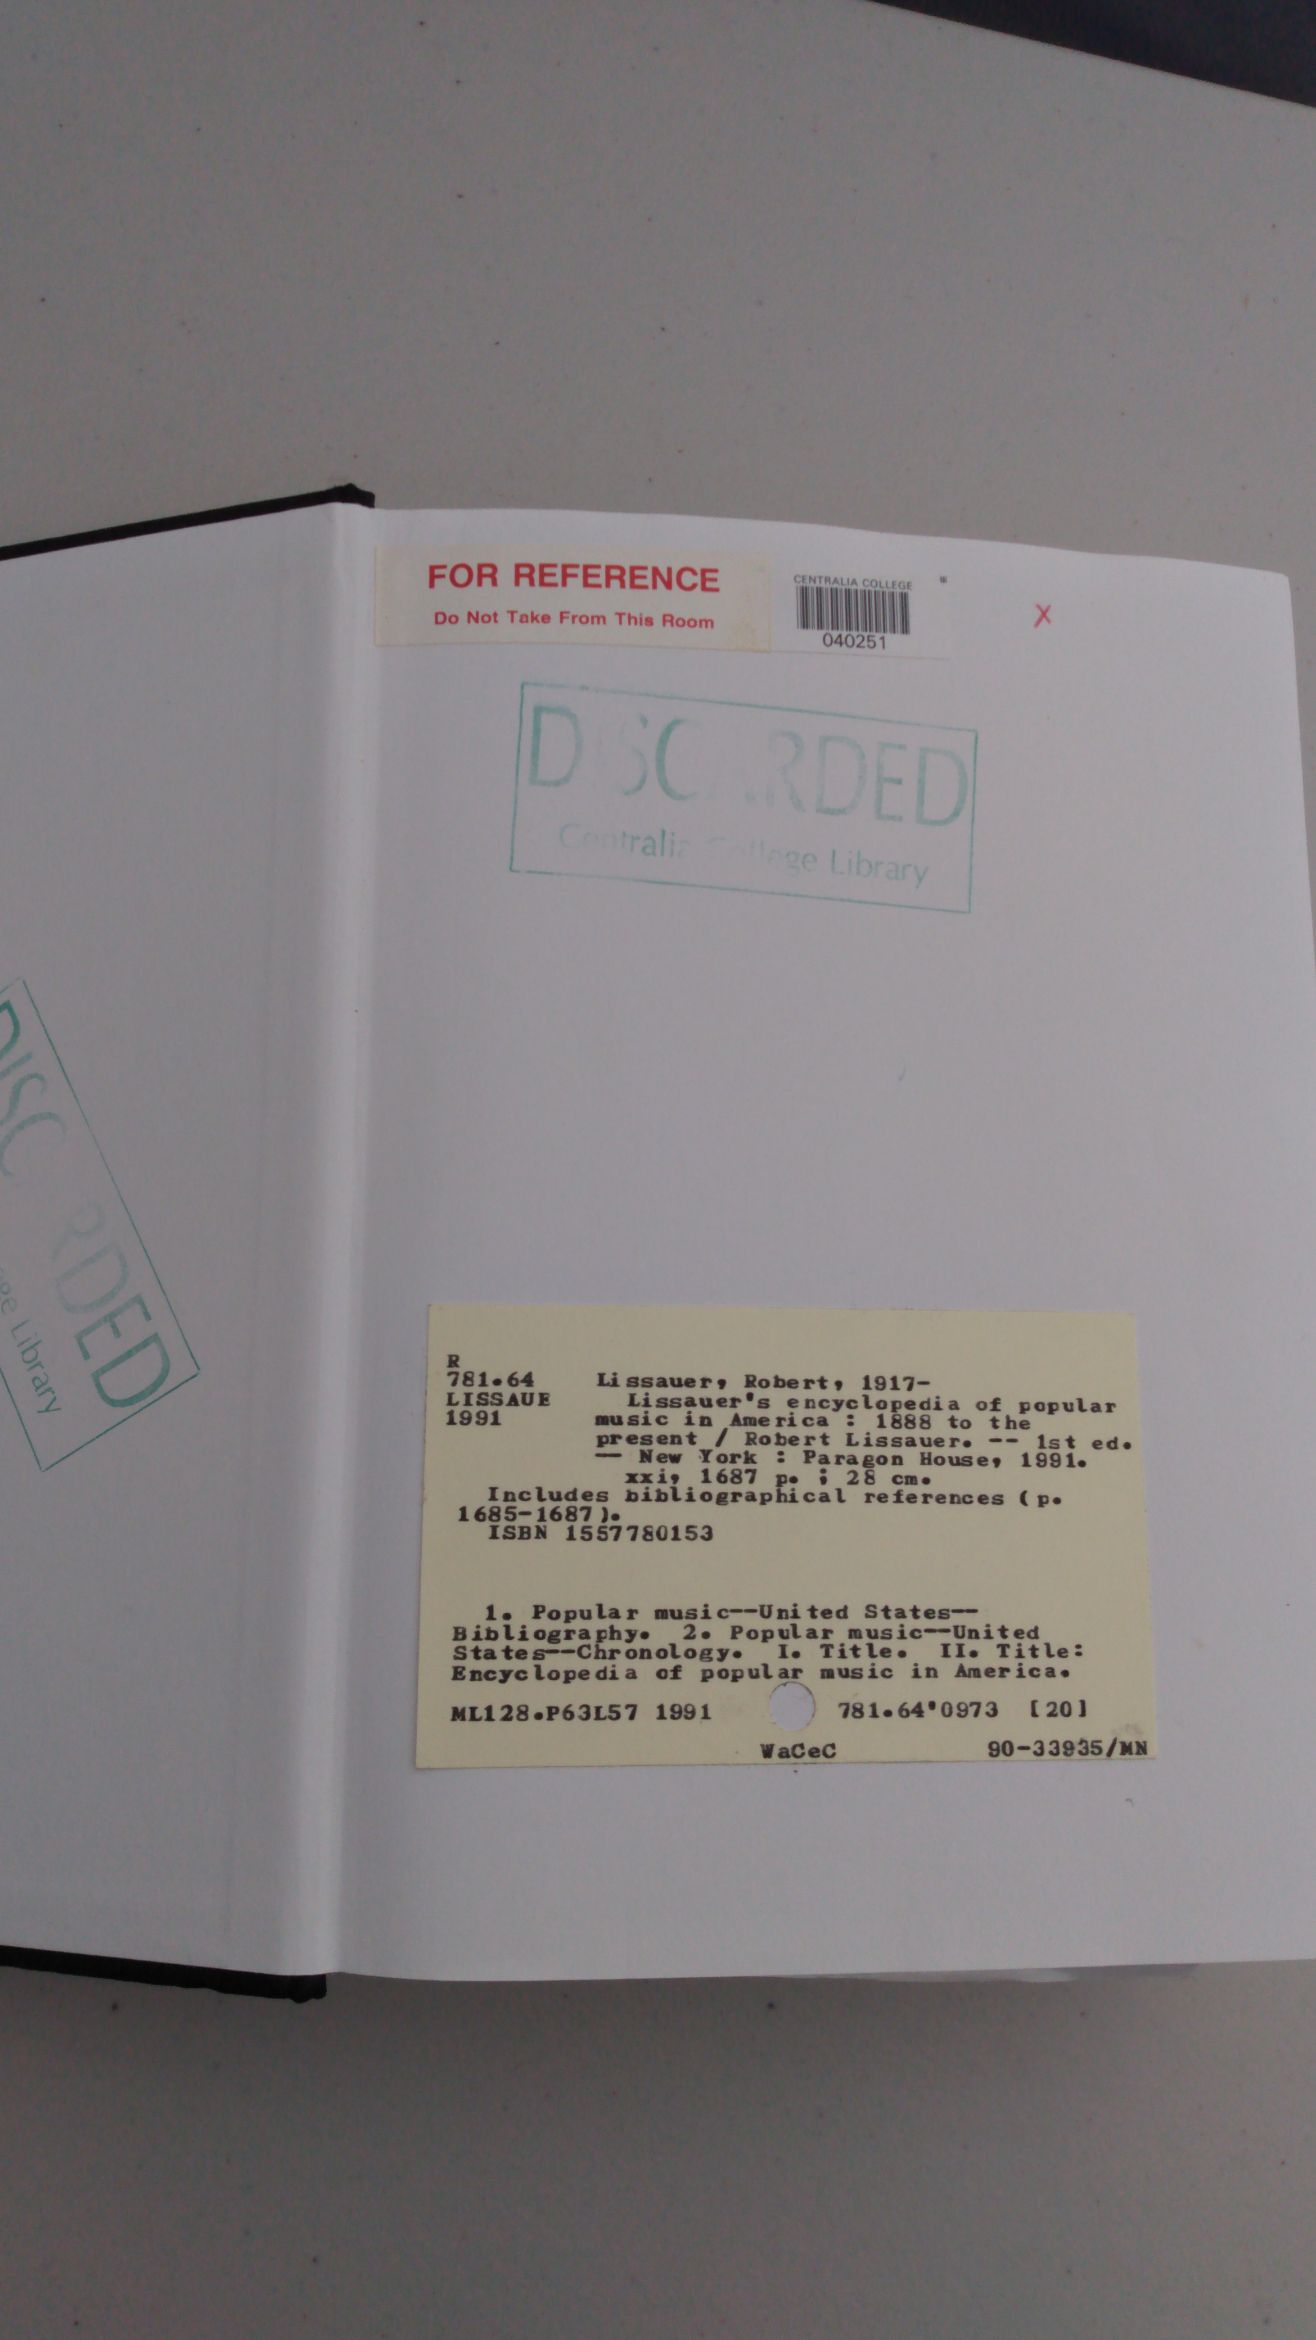 FOR REFERENCE
Do Not Take From This Room
CENTRALIA COLLEGE
040251
X
DISCARDED
Centralia College Library
DISCARDED
ge Library
R
781.64 Lissauer, Robert, 1917-
LISSAUE Lissauer's encyclopedia of popular
1991 music in America : 1888 to the
present / Robert Lissauer. -- 1st ed.
-- New York : Paragon House, 1991.
xxi, 1687 p. ; 28 cm.
Includes bibliographical references (p.
1685-1687).
ISBN 1557780153
1. Popular music--United States--
Bibliography. 2. Popular music--United
States--Chronology. I. Title. II. Title:
Encyclopedia of popular music in America.
ML128.P63L57 1991 781.64'0973 [20]
WaCeC 90-33935/MN